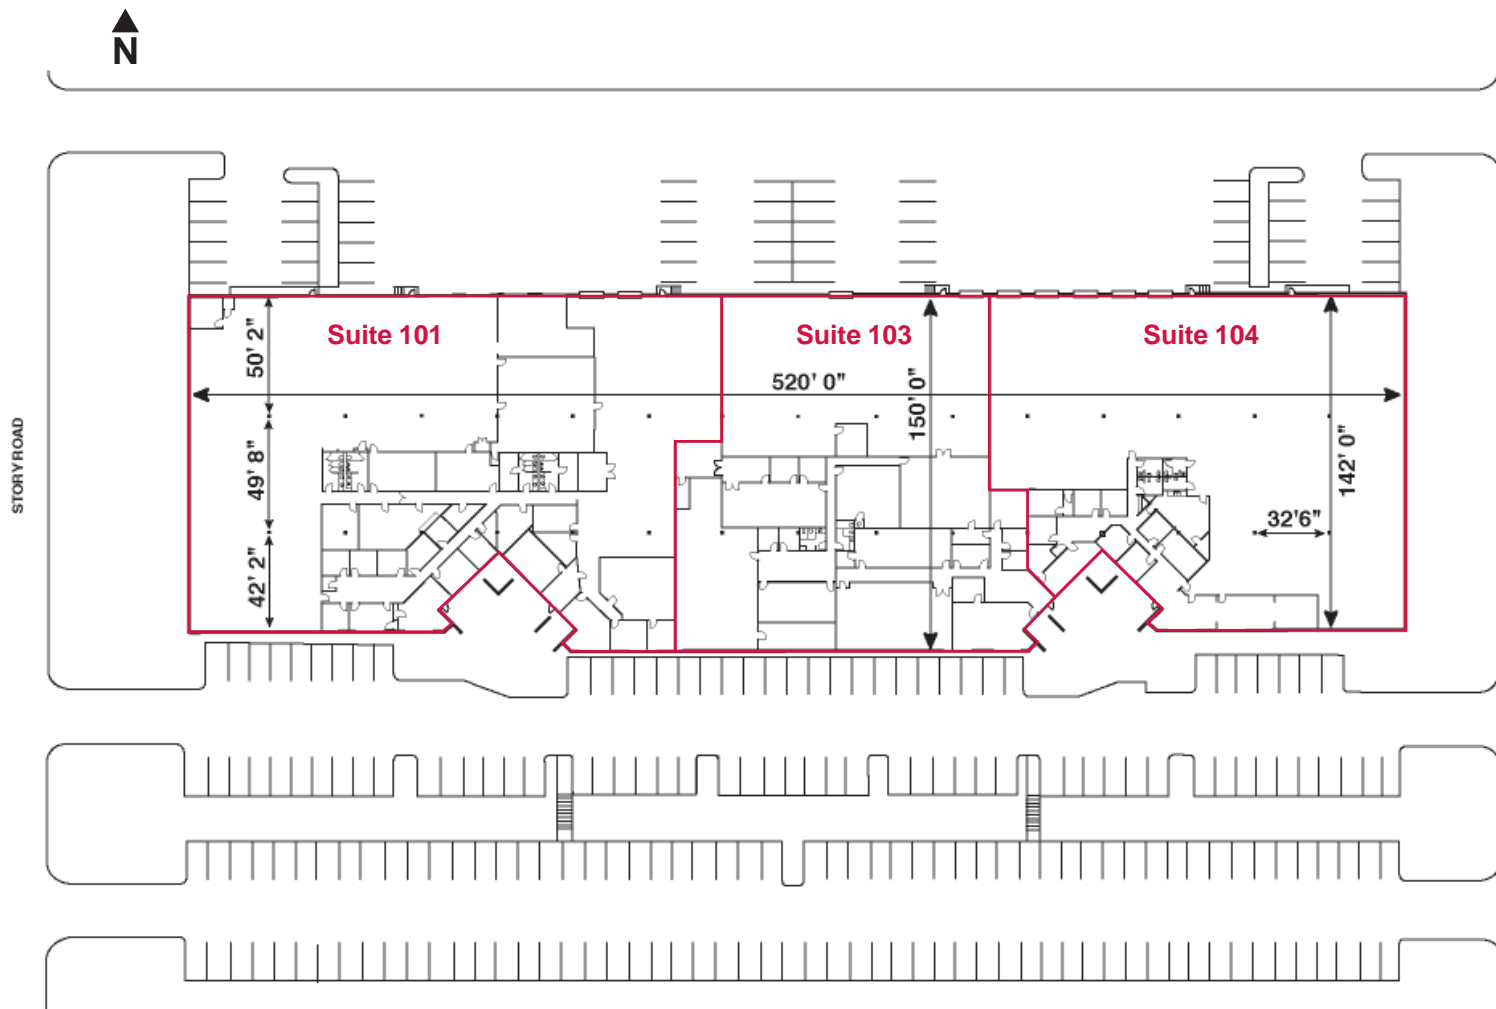 N
Suite 101
Suite 103
Suite 104
50' 2"
520' 0"
150' 0"
49' 8"
142' 0"
STORY ROAD
32'6"
42' 2"